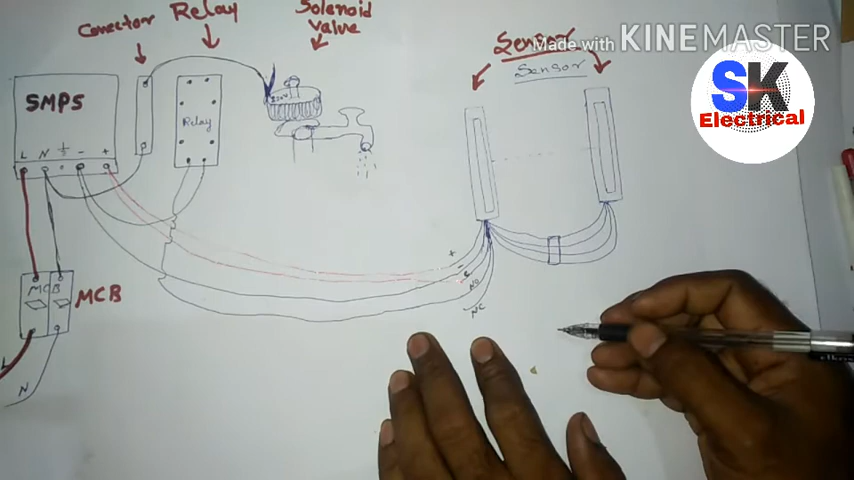 Conector
Relay
Solenoid
valve
Sensor
Sensor
Made with KINEMASTER
SK
Electrical
SMPS
L N - +
Relay
+
-
C
NO
NC
MCB
MCB
L
N